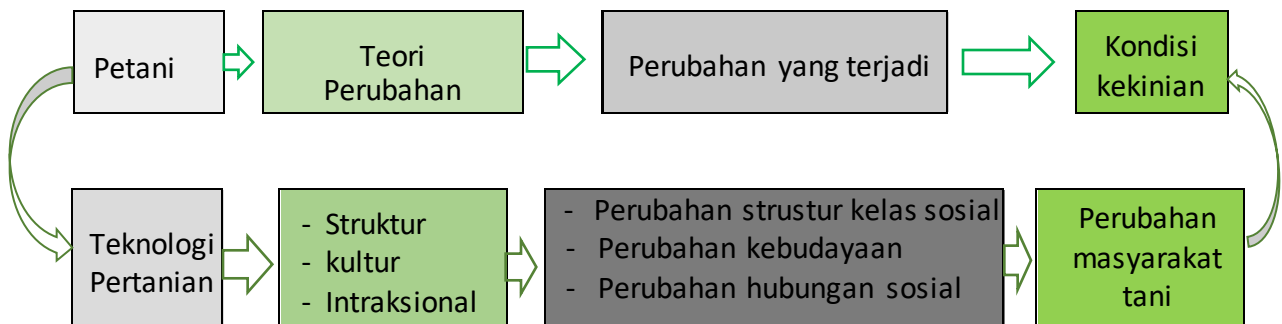 Petani
Teori
Perubahan
Perubahan yang terjadi
Kondisi
kekinian
Teknologi
Pertanian
- Struktur
- kultur
- Intraksional
- Perubahan strustur kelas sosial
- Perubahan kebudayaan
- Perubahan hubungan sosial
Perubahan
masyarakat
tani